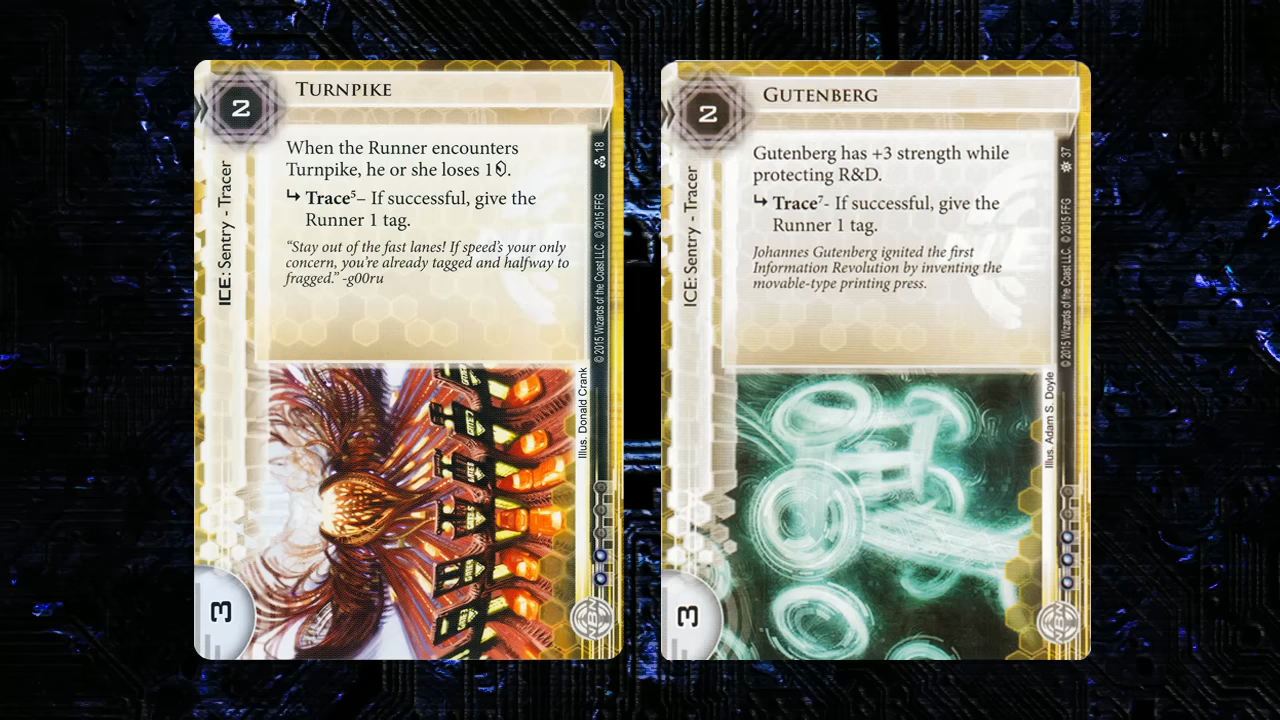 TURNPIKE
2
When the Runner encounters
Turnpike, he or she loses 1.
Trace⁵– If successful, give the
Runner 1 tag.
“Stay out of the fast lanes! If speed’s your only
concern, you’re already tagged and halfway to
fragged.” -g00ru
ICE: Sentry - Tracer
18
© 2015 Wizards of the Coast LLC. © 2015 FFG
Illus. Donald Crank
3
NBN
GUTENBERG
2
Gutenberg has +3 strength while
protecting R&D.
Trace⁷- If successful, give the
Runner 1 tag.
Johannes Gutenberg ignited the first
Information Revolution by inventing the
movable-type printing press.
ICE: Sentry - Tracer
37
© 2015 Wizards of the Coast LLC. © 2015 FFG
Illus. Adam S. Doyle
3
NBN